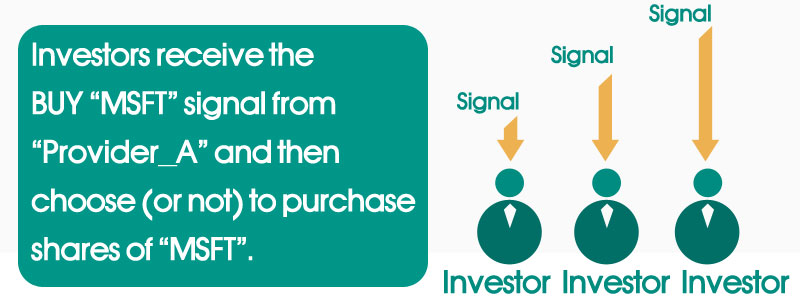 Investors receive the
BUY “MSFT” signal from
“Provider_A” and then
choose (or not) to purchase
shares of “MSFT”.
Signal
Signal
Signal
Investor Investor Investor